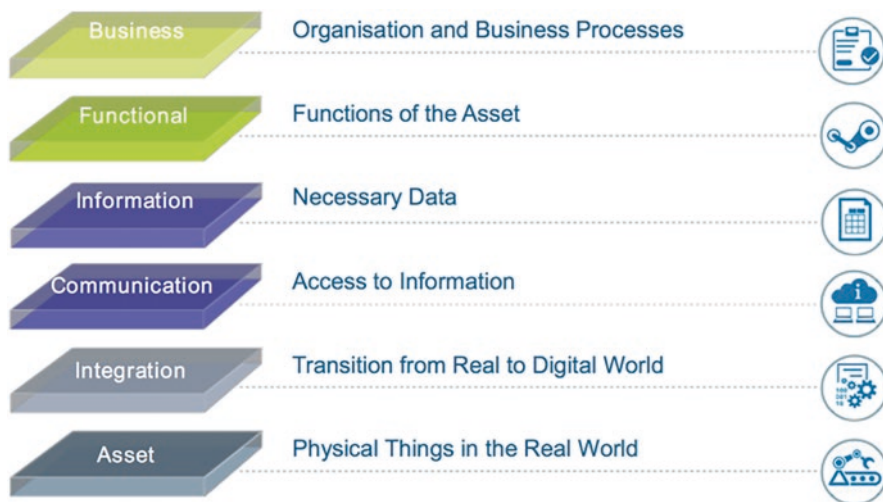 Business
Organisation and Business Processes
Functional
Functions of the Asset
Information
Necessary Data
Communication
Access to Information
i
Integration
Transition from Real to Digital World
Asset
Physical Things in the Real World